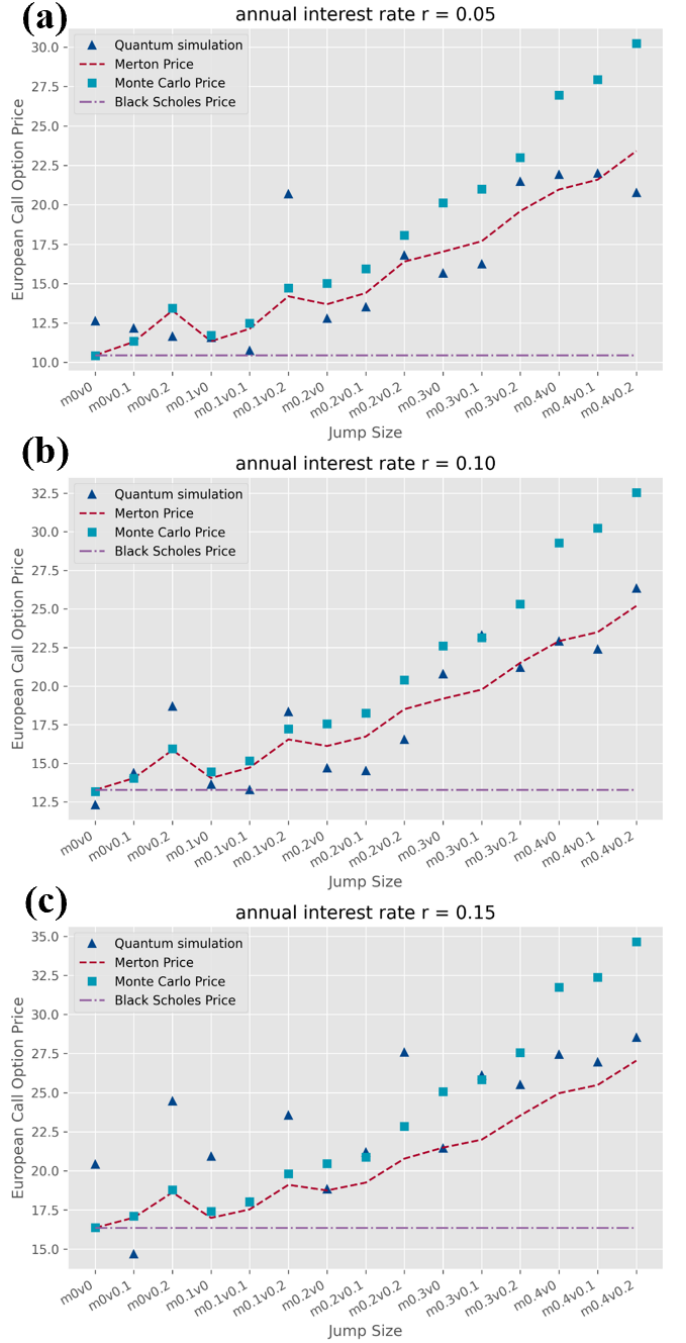 (a)
annual interest rate r = 0.05
European Call Option Price
30.0
27.5
25.0
22.5
20.0
17.5
15.0
12.5
10.0
Quantum simulation
Merton Price
Monte Carlo Price
Black Scholes Price
m0v0
m0v0.1
m0v0.2
m0.1v0
m0.1v0.1
m0.1v0.2
m0.2v0
m0.2v0.1
m0.2v0.2
m0.3v0
m0.3v0.1
m0.3v0.2
m0.4v0
m0.4v0.1
m0.4v0.2
Jump Size
(b)
annual interest rate r = 0.10
European Call Option Price
32.5
30.0
27.5
25.0
22.5
20.0
17.5
15.0
12.5
Quantum simulation
Merton Price
Monte Carlo Price
Black Scholes Price
m0v0
m0v0.1
m0v0.2
m0.1v0
m0.1v0.1
m0.1v0.2
m0.2v0
m0.2v0.1
m0.2v0.2
m0.3v0
m0.3v0.1
m0.3v0.2
m0.4v0
m0.4v0.1
m0.4v0.2
Jump Size
(c)
annual interest rate r = 0.15
European Call Option Price
35.0
32.5
30.0
27.5
25.0
22.5
20.0
17.5
15.0
Quantum simulation
Merton Price
Monte Carlo Price
Black Scholes Price
m0v0
m0v0.1
m0v0.2
m0.1v0
m0.1v0.1
m0.1v0.2
m0.2v0
m0.2v0.1
m0.2v0.2
m0.3v0
m0.3v0.1
m0.3v0.2
m0.4v0
m0.4v0.1
m0.4v0.2
Jump Size